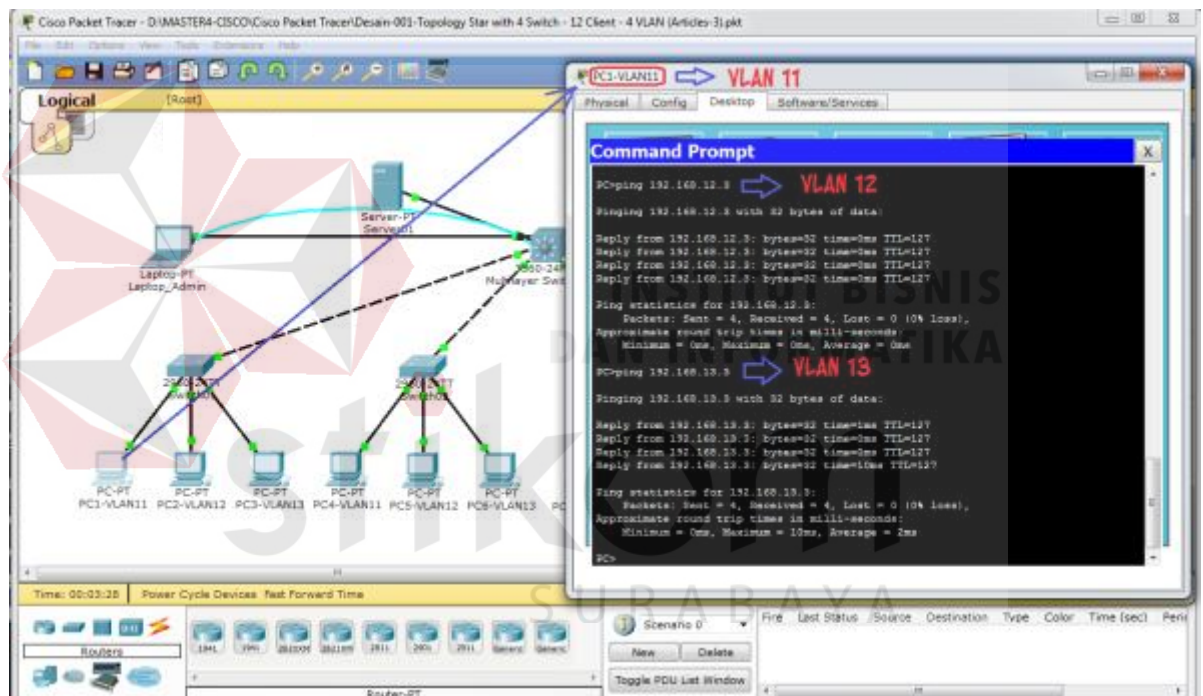 Cisco Packet Tracer - D:\MASTER4-CISCO\Cisco Packet Tracer\Desain-001-Topology Star with 4 Switch - 12 Client - 4 VLAN (Articles-3).pkt
File Edit Options View Tools Extensions Help
Logical
[Root]
Server-PT
Server01
Laptop-PT
Laptop_Admin
Multilayer Swit
PC-PT
PC1-VLAN11
PC-PT
PC2-VLAN12
PC-PT
PC3-VLAN13
PC-PT
PC4-VLAN11
PC-PT
PC5-VLAN12
PC-PT
PC6-VLAN13
PC
Time: 00:03:28 Power Cycle Devices Fast Forward Time
Routers
Router-PT
PC1-VLAN11 VLAN 11
Physical Config Desktop Software/Services
Command Prompt X
PC>ping 192.168.12.3 VLAN 12
Pinging 192.168.12.3 with 32 bytes of data:
Reply from 192.168.12.3: bytes=32 time=0ms TTL=127
Reply from 192.168.12.3: bytes=32 time=0ms TTL=127
Reply from 192.168.12.3: bytes=32 time=0ms TTL=127
Reply from 192.168.12.3: bytes=32 time=0ms TTL=127
Ping statistics for 192.168.12.3:
Packets: Sent = 4, Received = 4, Lost = 0 (0% loss),
Approximate round trip times in milli-seconds:
Minimum = 0ms, Maximum = 0ms, Average = 0ms
PC>ping 192.168.13.3 VLAN 13
Pinging 192.168.13.3 with 32 bytes of data:
Reply from 192.168.13.3: bytes=32 time=1ms TTL=127
Reply from 192.168.13.3: bytes=32 time=0ms TTL=127
Reply from 192.168.13.3: bytes=32 time=0ms TTL=127
Reply from 192.168.13.3: bytes=32 time=10ms TTL=127
Ping statistics for 192.168.13.3:
Packets: Sent = 4, Received = 4, Lost = 0 (0% loss),
Approximate round trip times in milli-seconds:
Minimum = 0ms, Maximum = 10ms, Average = 2ms
PC>
Scenario 0
New Delete
Toggle PDU List Window
Fire Last Status Source Destination Type Color Time (sec) Peri
BISNIS
DAN INFORMATIKA
stikom
SURABAYA